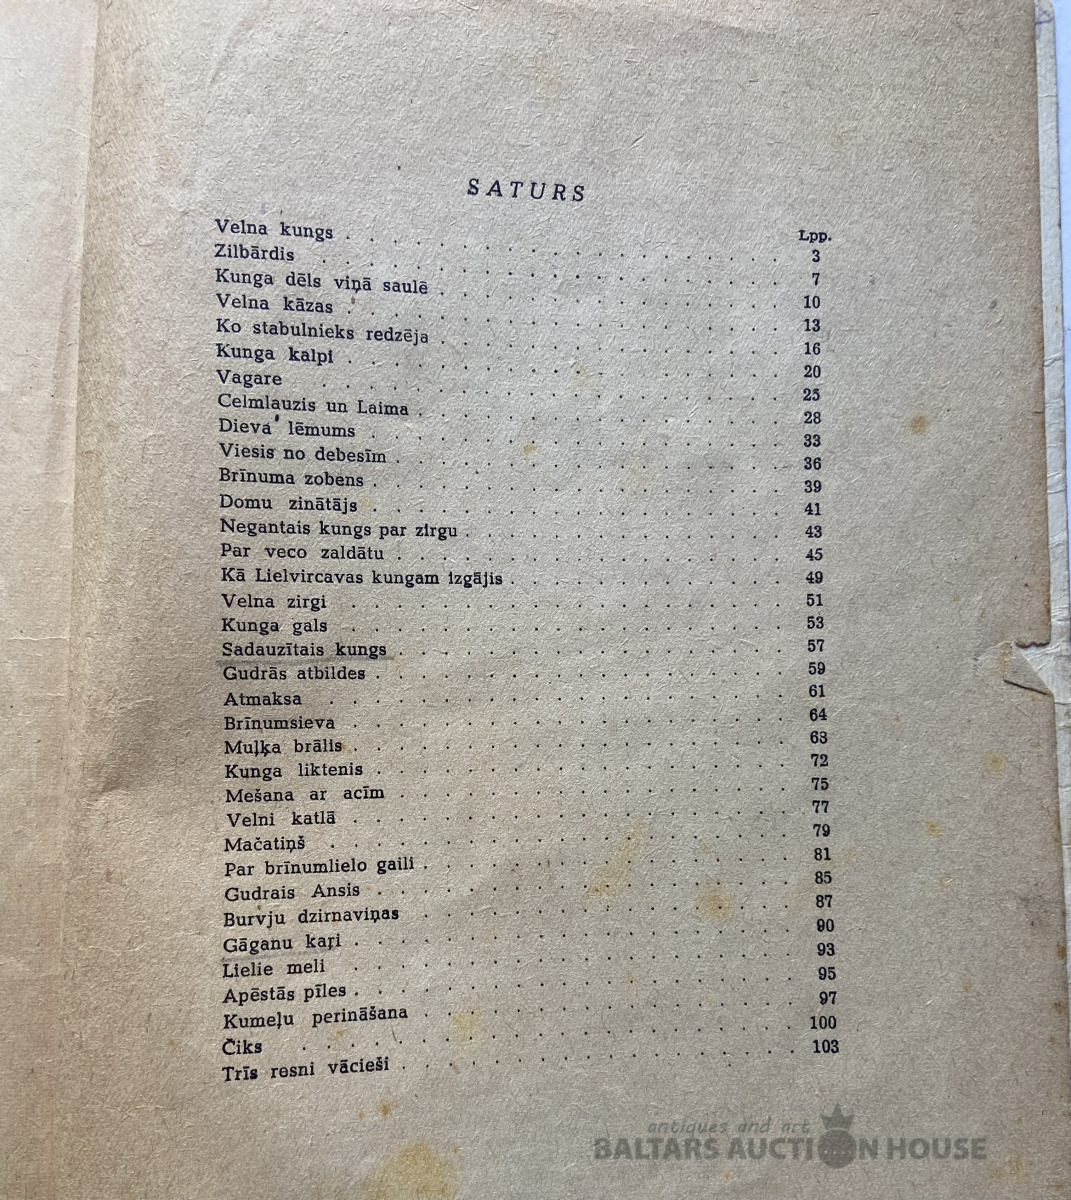 SATURS
Lpp.
Velna kungs . . . . . . . . . . . . . . . . . . . 3
Zilbārdis . . . . . . . . . . . . . . . . . . . . 7
Kunga dēls viņā saulē . . . . . . . . . . . . . . . 10
Velna kāzas . . . . . . . . . . . . . . . . . . . 13
Ko stabulnieks redzēja . . . . . . . . . . . . . . . 16
Kunga kalpi . . . . . . . . . . . . . . . . . . . 20
Vagare . . . . . . . . . . . . . . . . . . . . 25
Celmlauzis un Laima . . . . . . . . . . . . . . . . 28
Dieva lēmums . . . . . . . . . . . . . . . . . . 33
Viesis no debesīm . . . . . . . . . . . . . . . . . 36
Brīnuma zobens . . . . . . . . . . . . . . . . . . 39
Domu zinātājs . . . . . . . . . . . . . . . . . . 41
Negantais kungs par zirgu . . . . . . . . . . . . . . 43
Par veco zaldātu . . . . . . . . . . . . . . . . . 45
Kā Lielvircavas kungam izgājis . . . . . . . . . . . . 49
Velna zirgi . . . . . . . . . . . . . . . . . . . 51
Kunga gals . . . . . . . . . . . . . . . . . . . 53
Sadauzītais kungs . . . . . . . . . . . . . . . . . 57
Gudrās atbildes . . . . . . . . . . . . . . . . . . 59
Atmaksa . . . . . . . . . . . . . . . . . . . . 61
Brīnumsieva . . . . . . . . . . . . . . . . . . . 64
Muļķa brālis . . . . . . . . . . . . . . . . . . . 68
Kunga liktenis . . . . . . . . . . . . . . . . . . 72
Mešana ar acīm . . . . . . . . . . . . . . . . . 75
Velni katlā . . . . . . . . . . . . . . . . . . . 77
Mačatiņš . . . . . . . . . . . . . . . . . . . . 79
Par brīnumlielo gaili . . . . . . . . . . . . . . . . 81
Gudrais Ansis . . . . . . . . . . . . . . . . . . 85
Burvju dzirnaviņas . . . . . . . . . . . . . . . . 87
Gāganu kaŗi . . . . . . . . . . . . . . . . . . . 90
Lielie meli . . . . . . . . . . . . . . . . . . . 93
Apēstās pīles . . . . . . . . . . . . . . . . . . . 95
Kumeļu perināšana . . . . . . . . . . . . . . . . 97
Čiks . . . . . . . . . . . . . . . . . . . . . 100
Trīs resni vācieši . . . . . . . . . . . . . . . . . 103
antiques and art
BALTARS AUCTION HOUSE